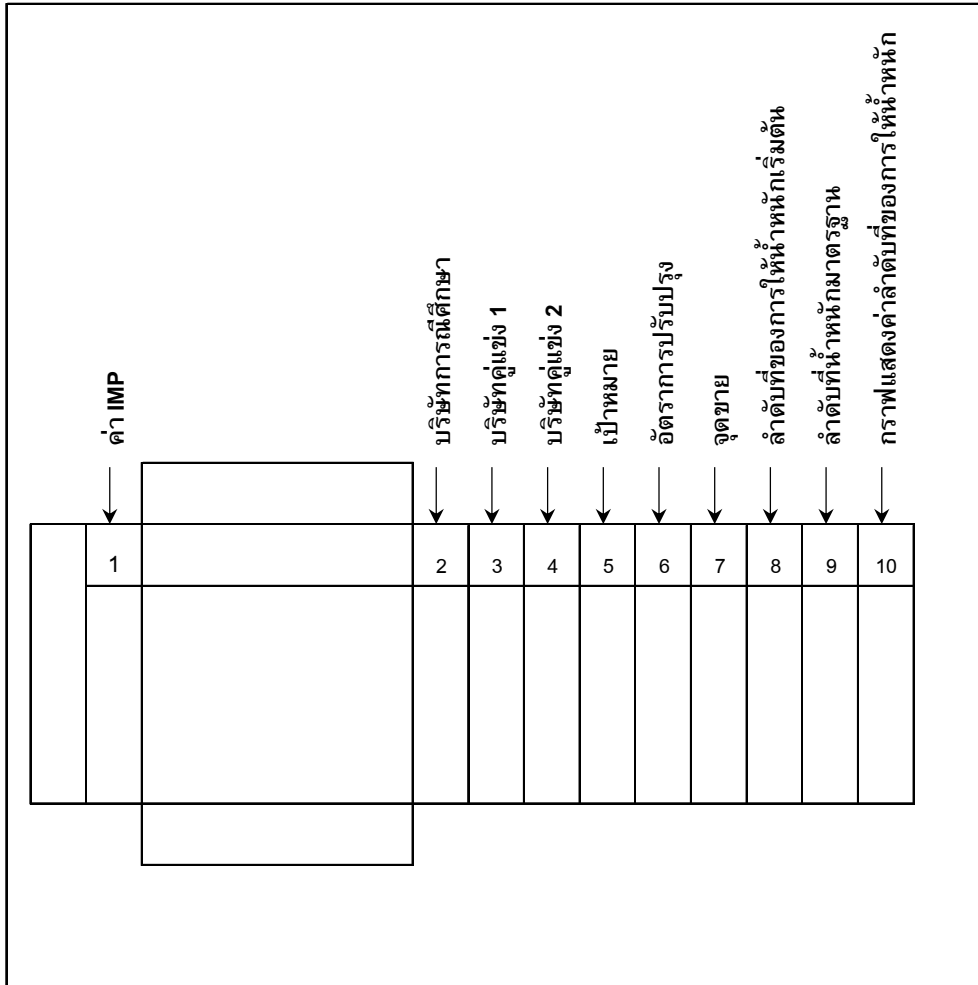 ค่า IMP
บริษัทกรณีศึกษา
บริษัทคู่แข่ง 1
บริษัทคู่แข่ง 2
เป้าหมาย
อัตราการปรับปรุง
จุดขาย
ลำดับที่ของการให้น้ำหนักเริ่มต้น
ลำดับที่น้ำหนักมาตรฐาน
กราฟแสดงค่าลำดับที่ของการให้น้ำหนัก
1
2
3
4
5
6
7
8
9
10